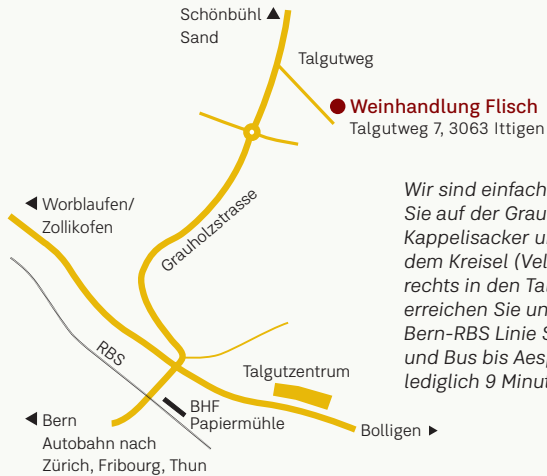 Schönbühl ▲
Sand
Talgutweg
Weinhandlung Flisch
Talgutweg 7, 3063 Ittigen
Wir sind einfach
Sie auf der Grau
Kappelisacker u
dem Kreisel (Vel
rechts in den Tal
erreichen Sie un
Bern-RBS Linie S
und Bus bis Aesp
lediglich 9 Minut
◀ Worblaufen/
Zollikofen
Grauholzstrasse
RBS
Talgutzentrum
BHF
Papiermühle
Bolligen ▶
◀ Bern
Autobahn nach
Zürich, Fribourg, Thun